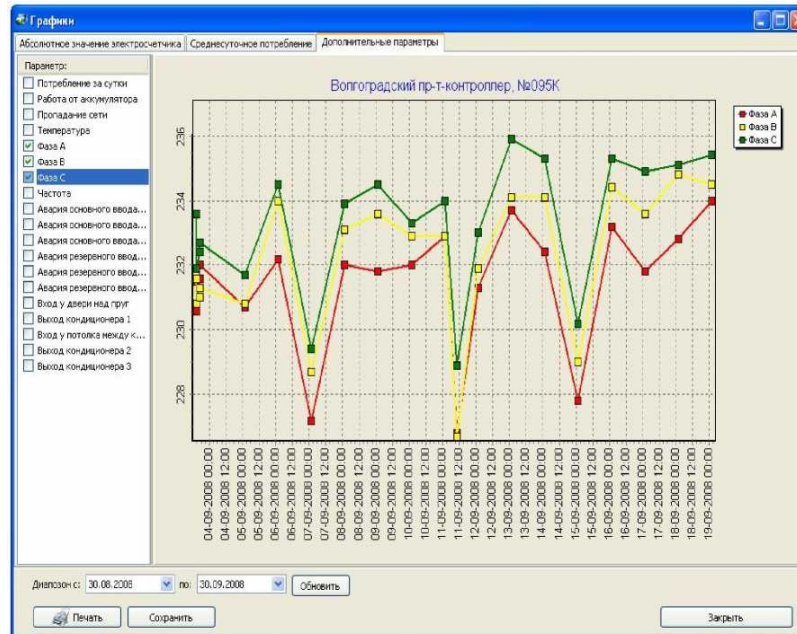 Графики
Абсолютное значение электросчетчика
Среднесуточное потребление
Дополнительные параметры
Параметр:
Потребление за сутки
Работа от аккумулятора
Пропадание сети
Температура
Фаза A
Фаза B
Фаза C
Частота
Авария основного ввода...
Авария основного ввода...
Авария основного ввода...
Авария резервного ввод...
Авария резервного ввод...
Авария резервного ввод...
Вход у двери над пруг
Выход кондиционера 1
Вход у потолка между к...
Выход кондиционера 2
Выход кондиционера 3
Волгоградский пр-т-контроллер, №095К
236
234
232
230
228
04-09-2008 00:00
04-09-2008 12:00
05-09-2008 00:00
05-09-2008 12:00
06-09-2008 00:00
06-09-2008 12:00
07-09-2008 00:00
07-09-2008 12:00
08-09-2008 00:00
08-09-2008 12:00
09-09-2008 00:00
09-09-2008 12:00
10-09-2008 00:00
10-09-2008 12:00
11-09-2008 00:00
11-09-2008 12:00
12-09-2008 00:00
12-09-2008 12:00
13-09-2008 00:00
13-09-2008 12:00
14-09-2008 00:00
14-09-2008 12:00
15-09-2008 00:00
15-09-2008 12:00
16-09-2008 00:00
16-09-2008 12:00
17-09-2008 00:00
17-09-2008 12:00
18-09-2008 00:00
18-09-2008 12:00
19-09-2008 00:00
Фаза A
Фаза B
Фаза C
Диапозон с: 30.08.2008 по: 30.09.2008 Обновить
Печать Сохранить Закрыть